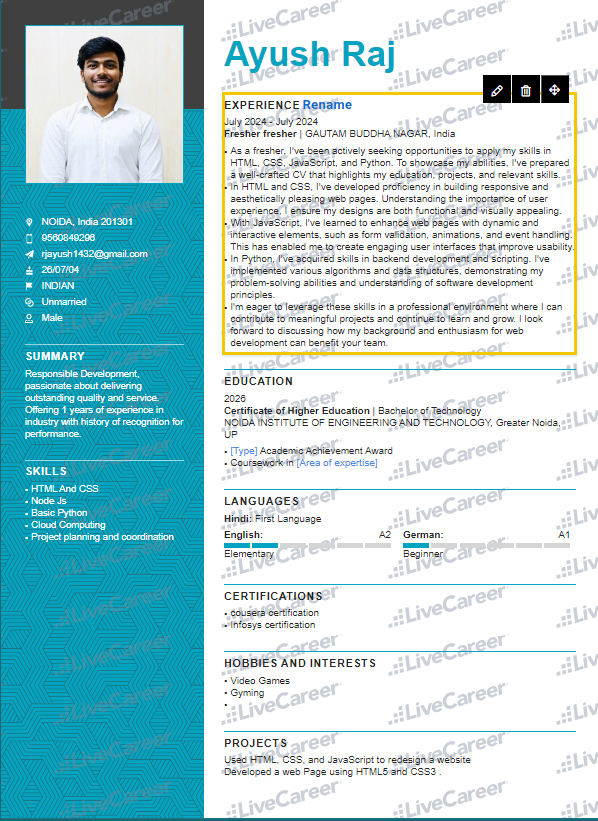 Ayush Raj
NOIDA, India 201301
9560849296
rjayush1432@gmail.com
26/07/04
INDIAN
Unmarried
Male
SUMMARY
Responsible Development,
passionate about delivering
outstanding quality and service.
Offering 1 years of experience in
industry with history of recognition for
performance.
SKILLS
• HTML And CSS
• Node Js
• Basic Python
• Cloud Computing
• Project planning and coordination
EXPERIENCE Rename
July 2024 - July 2024
Fresher fresher | GAUTAM BUDDHA NAGAR, India
• As a fresher, I've been actively seeking opportunities to apply my skills in
HTML, CSS, JavaScript, and Python. To showcase my abilities, I've prepared
a well-crafted CV that highlights my education, projects, and relevant skills.
• In HTML and CSS, I've developed proficiency in building responsive and
aesthetically pleasing web pages. Understanding the importance of user
experience, I ensure my designs are both functional and visually appealing.
• With JavaScript, I've learned to enhance web pages with dynamic and
interactive elements, such as form validation, animations, and event handling.
This has enabled me to create engaging user interfaces that improve usability.
• In Python, I've acquired skills in backend development and scripting. I've
implemented various algorithms and data structures, demonstrating my
problem-solving abilities and understanding of software development
principles.
• I'm eager to leverage these skills in a professional environment where I can
contribute to meaningful projects and continue to learn and grow. I look
forward to discussing how my background and enthusiasm for web
development can benefit your team.
EDUCATION
2026
Certificate of Higher Education | Bachelor of Technology
NOIDA INSTITUTE OF ENGINEERING AND TECHNOLOGY, Greater Noida,
UP
• [Type] Academic Achievement Award
• Coursework in [Area of expertise]
LANGUAGES
Hindi: First Language
English: A2 German: A1
Elementary Beginner
CERTIFICATIONS
• cousera certification
• Infosys certification
HOBBIES AND INTERESTS
• Video Games
• Gyming
•
PROJECTS
Used HTML, CSS, and JavaScript to redesign a website
Developed a web Page using HTML5 and CSS3 .
LiveCareer